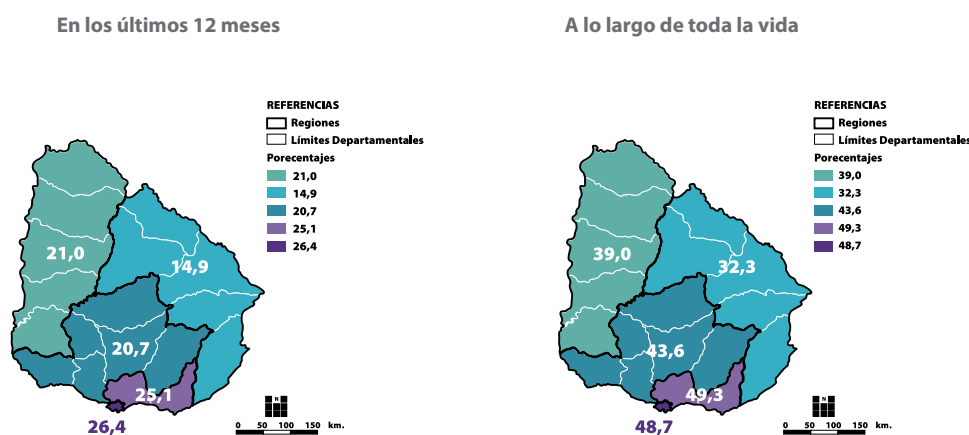 En los últimos 12 meses
REFERENCIAS
Regiones
Límites Departamentales
Porecentajes
21,0
14,9
20,7
25,1
26,4
21,0
14,9
20,7
25,1
26,4
N
0 50 100 150 km.
A lo largo de toda la vida
REFERENCIAS
Regiones
Límites Departamentales
Porecentajes
39,0
32,3
43,6
49,3
48,7
39,0
32,3
43,6
49,3
48,7
N
0 50 100 150 km.